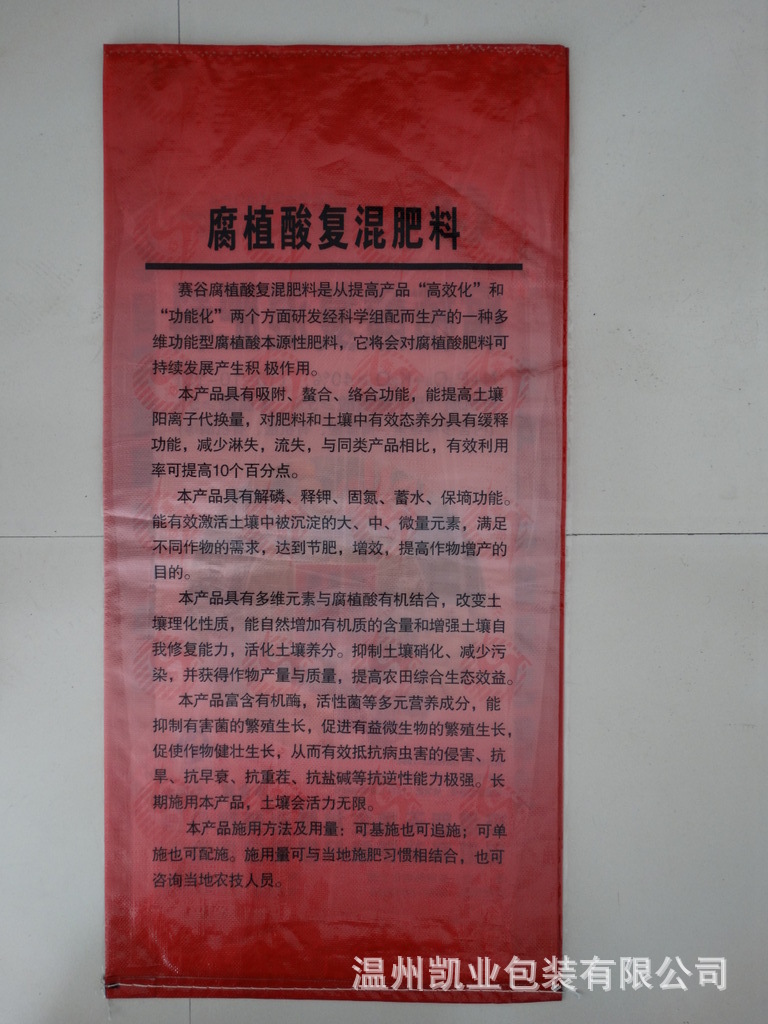 腐植酸复混肥料
赛谷腐植酸复混肥料是从提高产品“高效化”和
“功能化”两个方面研发经科学组配而生产的一种多
维功能型腐植酸本源性肥料，它将会对腐植酸肥料可
持续发展产生积 极作用。
本产品具有吸附、螯合、络合功能，能提高土壤
阳离子代换量，对肥料和土壤中有效态养分具有缓释
功能，减少淋失，流失，与同类产品相比，有效利用
率可提高10个百分点。
本产品具有解磷、释钾、固氮、蓄水、保墒功能。
能有效激活土壤中被沉淀的大、中、微量元素，满足
不同作物的需求，达到节肥，增效，提高作物增产的
目的。
本产品具有多维元素与腐植酸有机结合，改变土
壤理化性质，能自然增加有机质的含量和增强土壤自
我修复能力，活化土壤养分。抑制土壤硝化、减少污
染，并获得作物产量与质量，提高农田综合生态效益。
本产品富含有机酶，活性菌等多元营养成分，能
抑制有害菌的繁殖生长，促进有益微生物的繁殖生长，
促使作物健壮生长，从而有效抵抗病虫害的侵害、抗
旱、抗早衰、抗重茬、抗盐碱等抗逆性能力极强。长
期施用本产品，土壤会活力无限。
本产品施用方法及用量：可基施也可追施；可单
施也可配施。施用量可与当地施肥习惯相结合，也可
咨询当地农技人员。
温州凯业包装有限公司